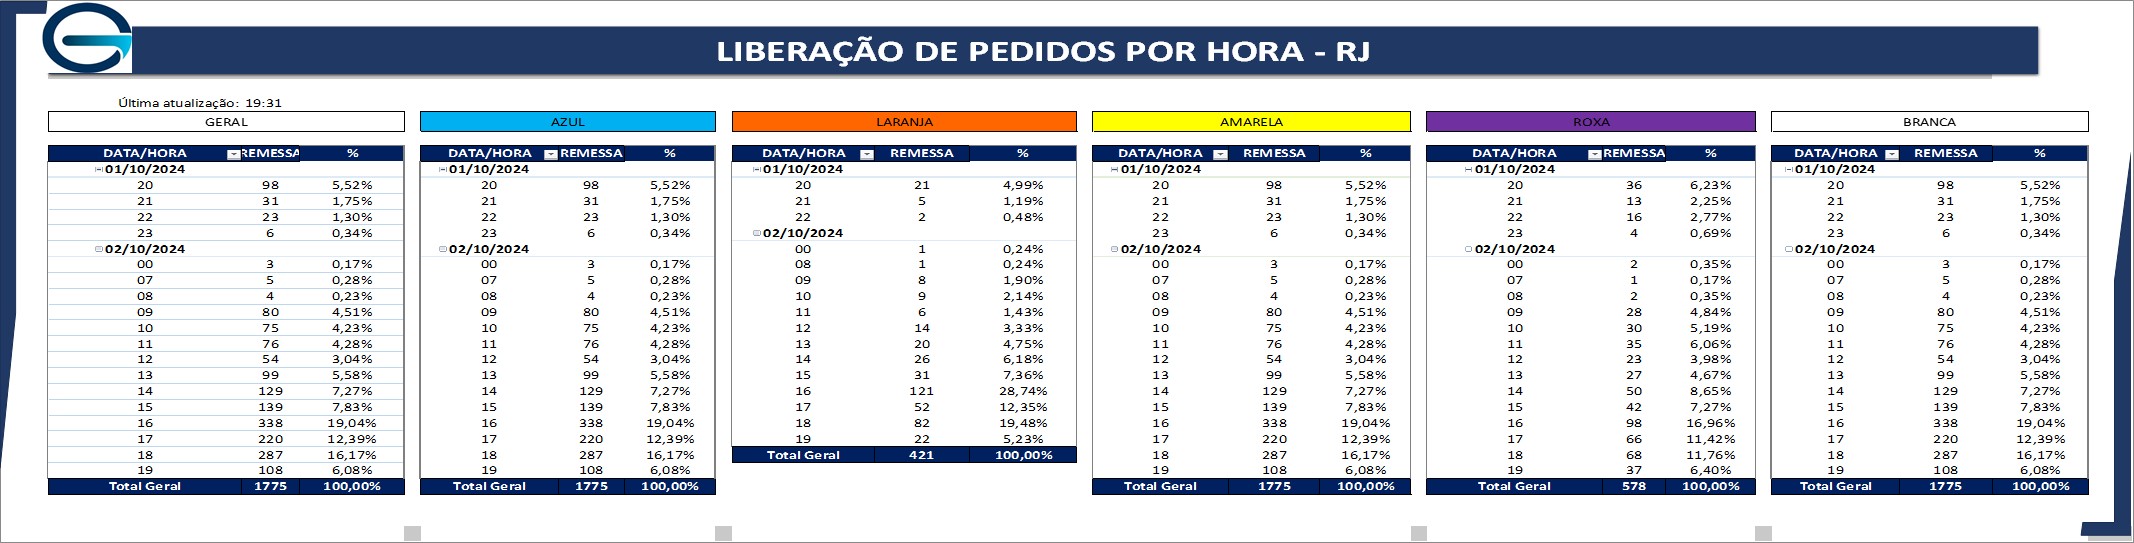 LIBERAÇÃO DE PEDIDOS POR HORA - RJ
Última atualização: 19:31
GERAL
DATA/HORA REMESSA %
01/10/2024
20 98 5,52%
21 31 1,75%
22 23 1,30%
23 6 0,34%
02/10/2024
00 3 0,17%
07 5 0,28%
08 4 0,23%
09 80 4,51%
10 75 4,23%
11 76 4,28%
12 54 3,04%
13 99 5,58%
14 129 7,27%
15 139 7,83%
16 338 19,04%
17 220 12,39%
18 287 16,17%
19 108 6,08%
Total Geral 1775 100,00%
AZUL
DATA/HORA REMESSA %
01/10/2024
20 98 5,52%
21 31 1,75%
22 23 1,30%
23 6 0,34%
02/10/2024
00 3 0,17%
07 5 0,28%
08 4 0,23%
09 80 4,51%
10 75 4,23%
11 76 4,28%
12 54 3,04%
13 99 5,58%
14 129 7,27%
15 139 7,83%
16 338 19,04%
17 220 12,39%
18 287 16,17%
19 108 6,08%
Total Geral 1775 100,00%
LARANJA
DATA/HORA REMESSA %
01/10/2024
20 21 4,99%
21 5 1,19%
22 2 0,48%
02/10/2024
00 1 0,24%
08 1 0,24%
09 8 1,90%
10 9 2,14%
11 6 1,43%
12 14 3,33%
13 20 4,75%
14 26 6,18%
15 31 7,36%
16 121 28,74%
17 52 12,35%
18 82 19,48%
19 22 5,23%
Total Geral 421 100,00%
AMARELA
DATA/HORA REMESSA %
01/10/2024
20 98 5,52%
21 31 1,75%
22 23 1,30%
23 6 0,34%
02/10/2024
00 3 0,17%
07 5 0,28%
08 4 0,23%
09 80 4,51%
10 75 4,23%
11 76 4,28%
12 54 3,04%
13 99 5,58%
14 129 7,27%
15 139 7,83%
16 338 19,04%
17 220 12,39%
18 287 16,17%
19 108 6,08%
Total Geral 1775 100,00%
ROXA
DATA/HORA REMESSA %
01/10/2024
20 36 6,23%
21 13 2,25%
22 16 2,77%
23 4 0,69%
02/10/2024
00 2 0,35%
07 1 0,17%
08 2 0,35%
09 28 4,84%
10 30 5,19%
11 35 6,06%
12 23 3,98%
13 27 4,67%
14 50 8,65%
15 42 7,27%
16 98 16,96%
17 66 11,42%
18 68 11,76%
19 37 6,40%
Total Geral 578 100,00%
BRANCA
DATA/HORA REMESSA %
01/10/2024
20 98 5,52%
21 31 1,75%
22 23 1,30%
23 6 0,34%
02/10/2024
00 3 0,17%
07 5 0,28%
08 4 0,23%
09 80 4,51%
10 75 4,23%
11 76 4,28%
12 54 3,04%
13 99 5,58%
14 129 7,27%
15 139 7,83%
16 338 19,04%
17 220 12,39%
18 287 16,17%
19 108 6,08%
Total Geral 1775 100,00%